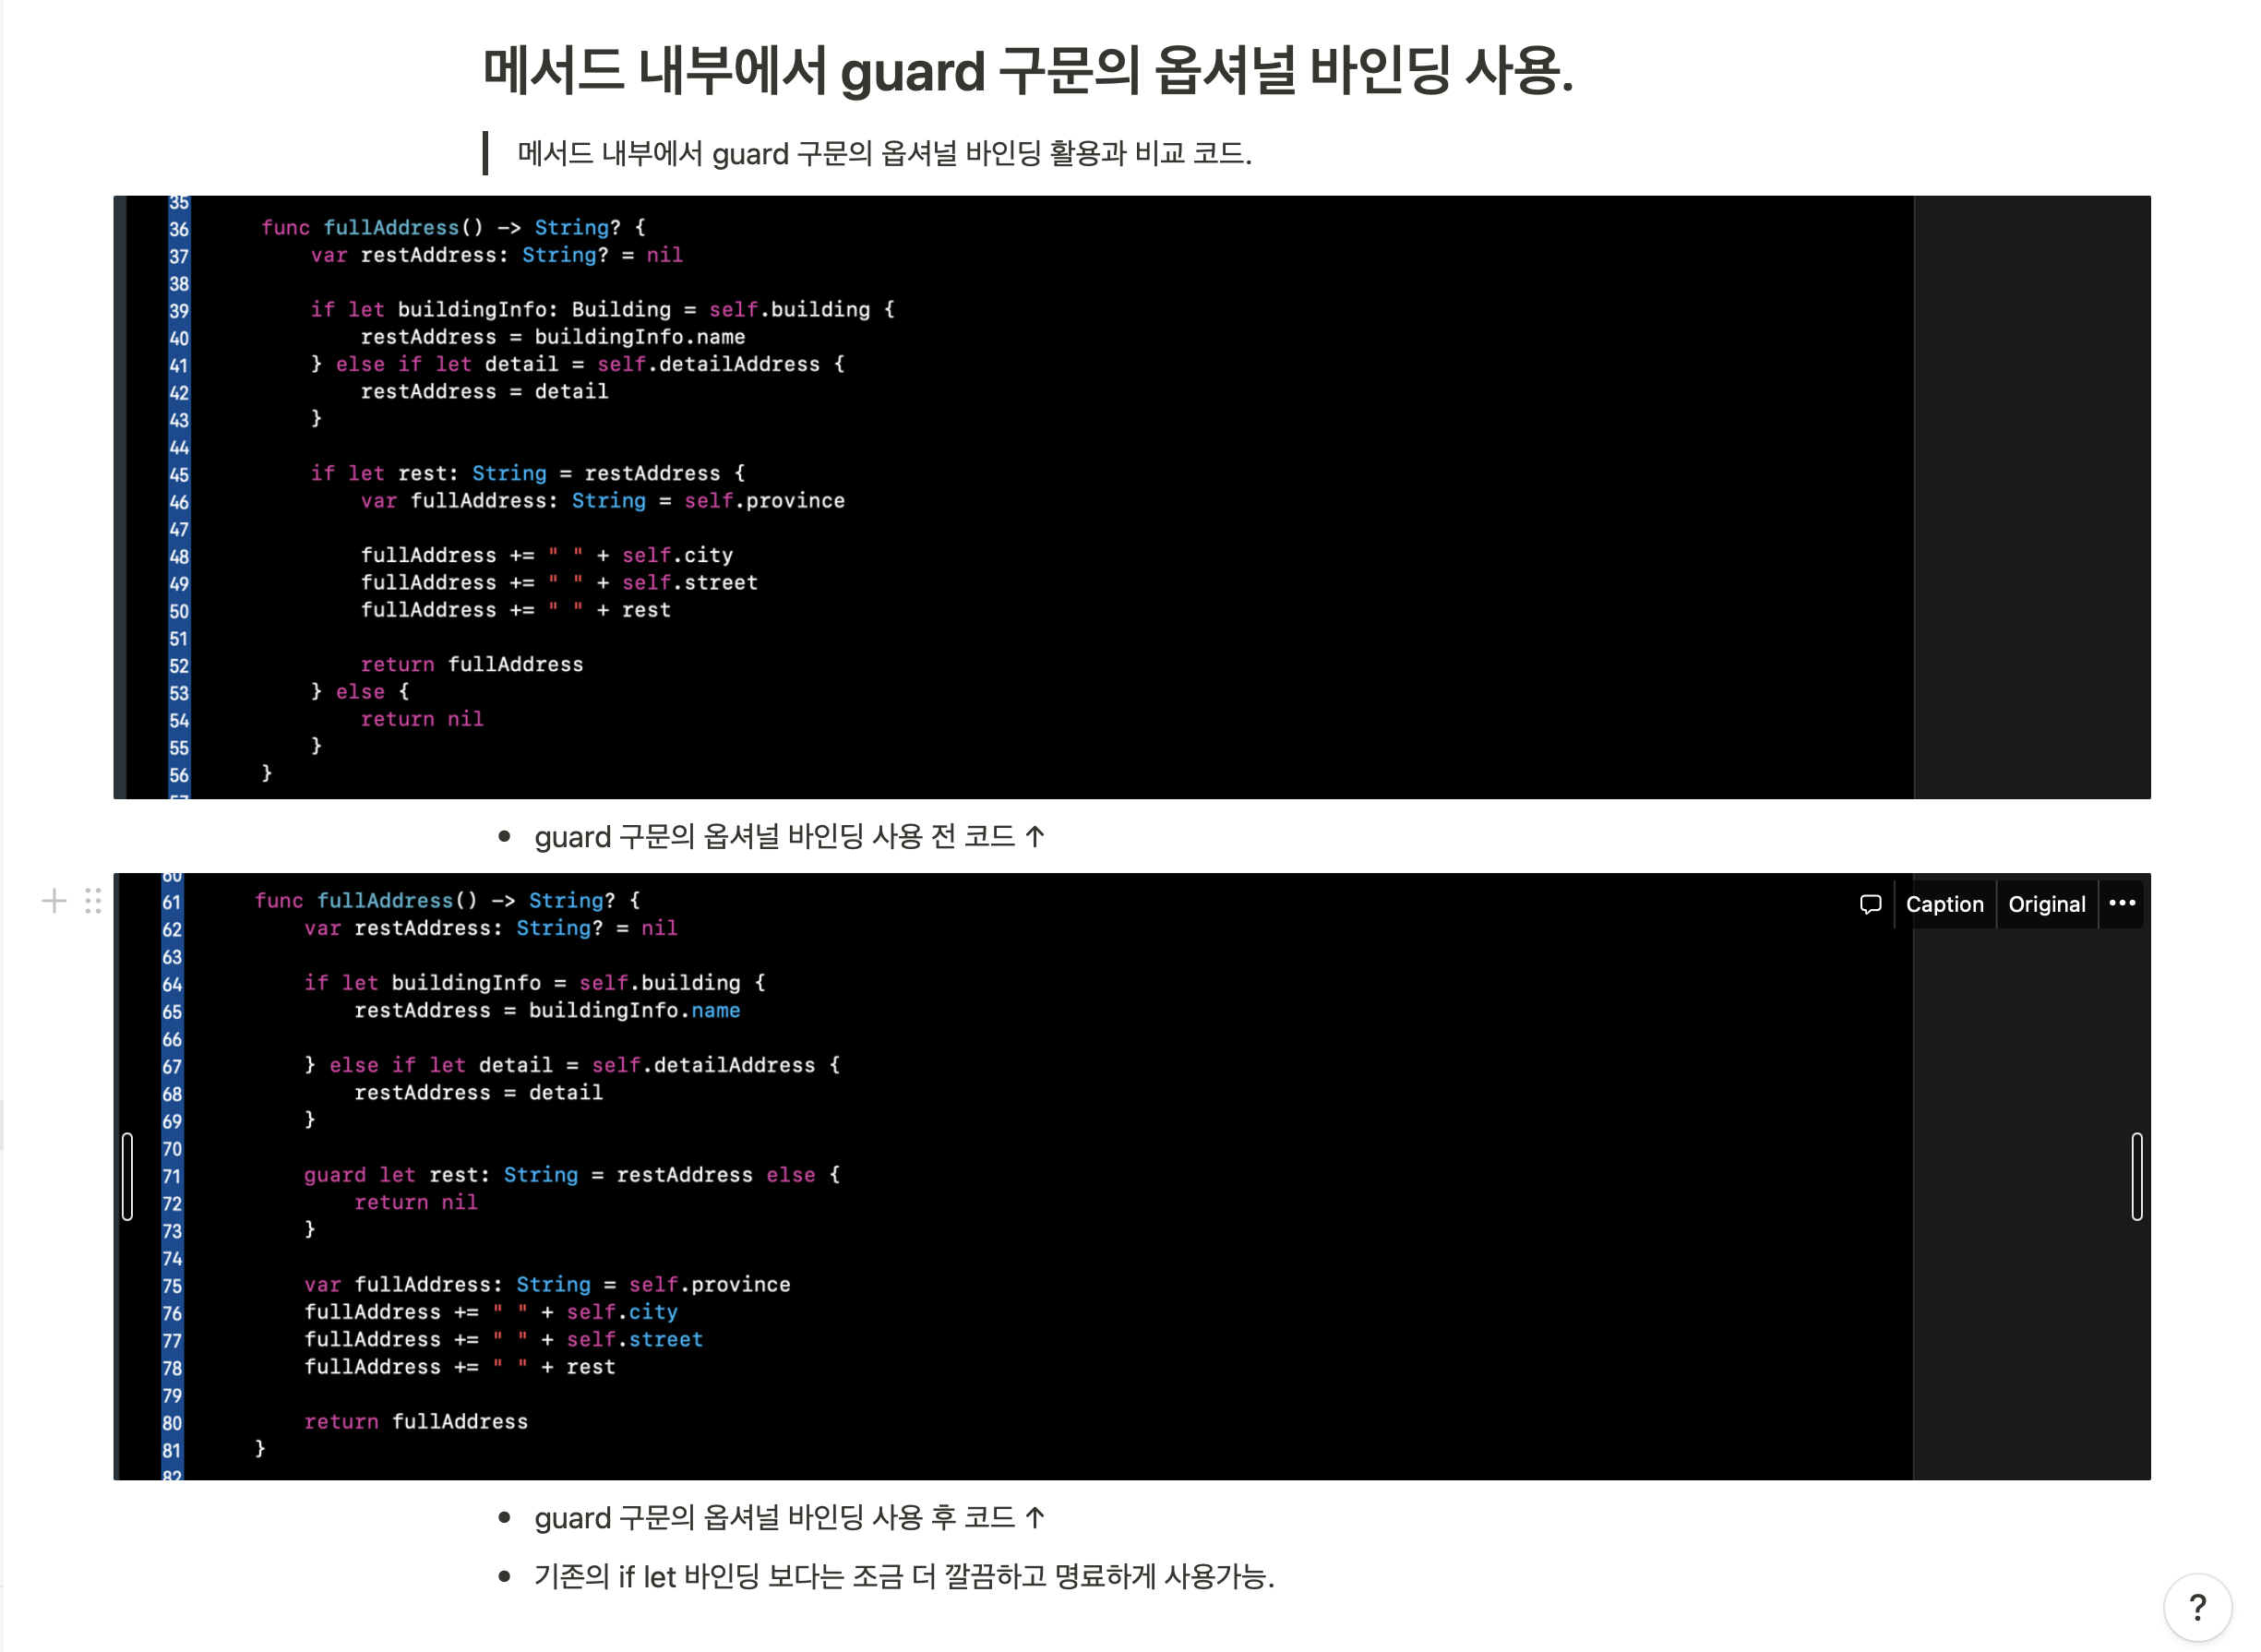 메서드 내부에서 guard 구문의 옵셔널 바인딩 사용.
메서드 내부에서 guard 구문의 옵셔널 바인딩 활용과 비교 코드.
35
36 func fullAddress() -> String? {
37 var restAddress: String? = nil
38
39 if let buildingInfo: Building = self.building {
40 restAddress = buildingInfo.name
41 } else if let detail = self.detailAddress {
42 restAddress = detail
43 }
44
45 if let rest: String = restAddress {
46 var fullAddress: String = self.province
47
48 fullAddress += " " + self.city
49 fullAddress += " " + self.street
50 fullAddress += " " + rest
51
52 return fullAddress
53 } else {
54 return nil
55 }
56 }
57
• guard 구문의 옵셔널 바인딩 사용 전 코드 ↑
60
61 func fullAddress() -> String? {
Caption Original •••
62 var restAddress: String? = nil
63
64 if let buildingInfo = self.building {
65 restAddress = buildingInfo.name
66
67 } else if let detail = self.detailAddress {
68 restAddress = detail
69 }
70
71 guard let rest: String = restAddress else {
72 return nil
73 }
74
75 var fullAddress: String = self.province
76 fullAddress += " " + self.city
77 fullAddress += " " + self.street
78 fullAddress += " " + rest
79
80 return fullAddress
81 }
82
• guard 구문의 옵셔널 바인딩 사용 후 코드 ↑
• 기존의 if let 바인딩 보다는 조금 더 깔끔하고 명료하게 사용가능.
?